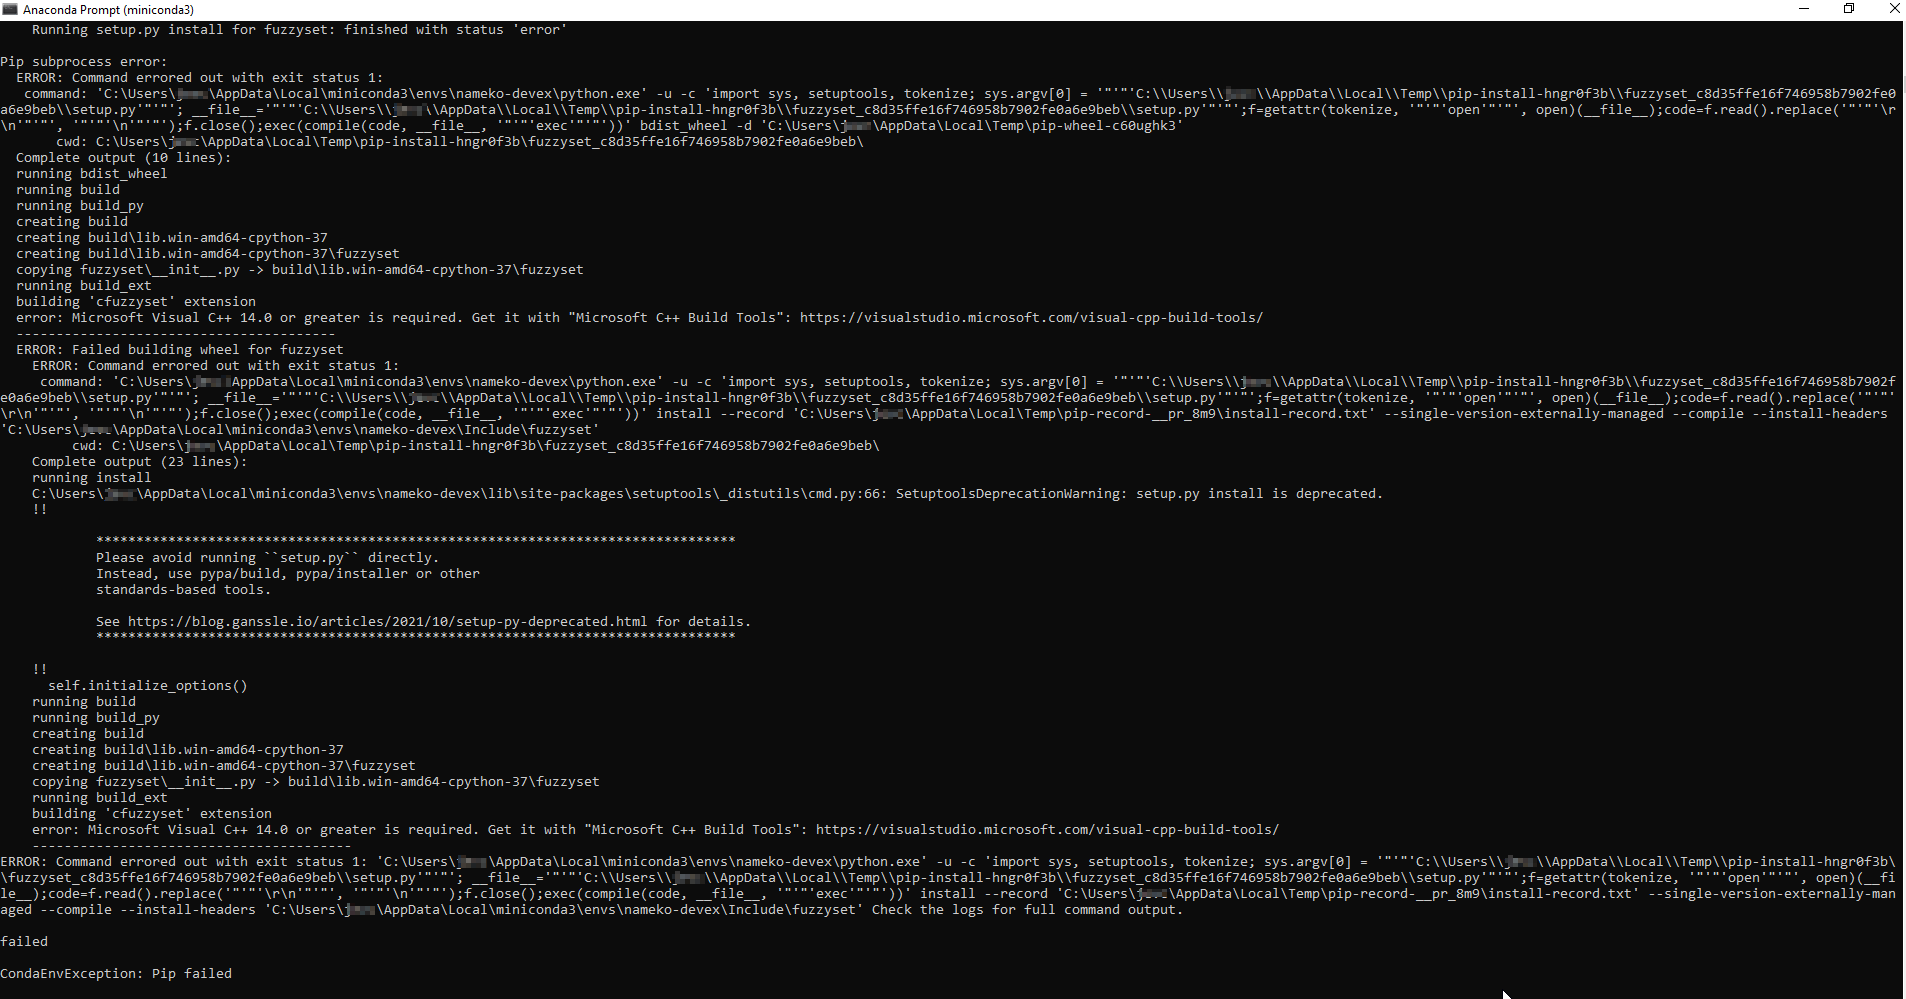 Anaconda Prompt (miniconda3)
Running setup.py install for fuzzyset: finished with status 'error'
Pip subprocess error:
ERROR: Command errored out with exit status 1:
command: 'C:\Users\ \AppData\Local\miniconda3\envs\nameko-devex\python.exe' -u -c 'import sys, setuptools, tokenize; sys.argv[0] = '"'"'C:\\Users\\ \\AppData\\Local\\Temp\\pip-install-hngr0f3b\\fuzzyset_c8d35ffe16f746958b7902fe0
a6e9beb\\setup.py'"'"'; __file__='"'"'C:\\Users\\ \\AppData\\Local\\Temp\\pip-install-hngr0f3b\\fuzzyset_c8d35ffe16f746958b7902fe0a6e9beb\\setup.py'"'"';f=getattr(tokenize, '"'"'open'"'"', open)(__file__);code=f.read().replace('"'"'\r
\n'"'"', '"'"'\n'"'"');f.close();exec(compile(code, __file__, '"'"'exec'"'"'))' bdist_wheel -d 'C:\Users\ \AppData\Local\Temp\pip-wheel-c60ughk3'
cwd: C:\Users\ \AppData\Local\Temp\pip-install-hngr0f3b\fuzzyset_c8d35ffe16f746958b7902fe0a6e9beb\
Complete output (10 lines):
running bdist_wheel
running build
running build_py
creating build
creating build\lib.win-amd64-cpython-37
creating build\lib.win-amd64-cpython-37\fuzzyset
copying fuzzyset\__init__.py -> build\lib.win-amd64-cpython-37\fuzzyset
running build_ext
building 'cfuzzyset' extension
error: Microsoft Visual C++ 14.0 or greater is required. Get it with "Microsoft C++ Build Tools": https://visualstudio.microsoft.com/visual-cpp-build-tools/
----------------------------------------
ERROR: Failed building wheel for fuzzyset
ERROR: Command errored out with exit status 1:
command: 'C:\Users\ AppData\Local\miniconda3\envs\nameko-devex\python.exe' -u -c 'import sys, setuptools, tokenize; sys.argv[0] = '"'"'C:\\Users\\ \\AppData\\Local\\Temp\\pip-install-hngr0f3b\\fuzzyset_c8d35ffe16f746958b7902f
e0a6e9beb\\setup.py'"'"'; __file__='"'"'C:\\Users\\ \\AppData\\Local\\Temp\\pip-install-hngr0f3b\\fuzzyset_c8d35ffe16f746958b7902fe0a6e9beb\\setup.py'"'"';f=getattr(tokenize, '"'"'open'"'"', open)(__file__);code=f.read().replace('"'"'
\r\n'"'"', '"'"'\n'"'"');f.close();exec(compile(code, __file__, '"'"'exec'"'"'))' install --record 'C:\Users\ \AppData\Local\Temp\pip-record-__pr_8m9\install-record.txt' --single-version-externally-managed --compile --install-headers
'C:\Users\ \AppData\Local\miniconda3\envs\nameko-devex\Include\fuzzyset'
cwd: C:\Users\ \AppData\Local\Temp\pip-install-hngr0f3b\fuzzyset_c8d35ffe16f746958b7902fe0a6e9beb\
Complete output (23 lines):
running install
C:\Users\ \AppData\Local\miniconda3\envs\nameko-devex\lib\site-packages\setuptools\_distutils\cmd.py:66: SetuptoolsDeprecationWarning: setup.py install is deprecated.
!!
********************************************************************************
Please avoid running ``setup.py`` directly.
Instead, use pypa/build, pypa/installer or other
standards-based tools.
See https://blog.ganssle.io/articles/2021/10/setup-py-deprecated.html for details.
********************************************************************************
!!
self.initialize_options()
running build
running build_py
creating build
creating build\lib.win-amd64-cpython-37
creating build\lib.win-amd64-cpython-37\fuzzyset
copying fuzzyset\__init__.py -> build\lib.win-amd64-cpython-37\fuzzyset
running build_ext
building 'cfuzzyset' extension
error: Microsoft Visual C++ 14.0 or greater is required. Get it with "Microsoft C++ Build Tools": https://visualstudio.microsoft.com/visual-cpp-build-tools/
----------------------------------------
ERROR: Command errored out with exit status 1: 'C:\Users\ \AppData\Local\miniconda3\envs\nameko-devex\python.exe' -u -c 'import sys, setuptools, tokenize; sys.argv[0] = '"'"'C:\\Users\\ \\AppData\\Local\\Temp\\pip-install-hngr0f3b\
\fuzzyset_c8d35ffe16f746958b7902fe0a6e9beb\\setup.py'"'"'; __file__='"'"'C:\\Users\\ \\AppData\\Local\\Temp\\pip-install-hngr0f3b\\fuzzyset_c8d35ffe16f746958b7902fe0a6e9beb\\setup.py'"'"';f=getattr(tokenize, '"'"'open'"'"', open)(__fi
le__);code=f.read().replace('"'"'\r\n'"'"', '"'"'\n'"'"');f.close();exec(compile(code, __file__, '"'"'exec'"'"'))' install --record 'C:\Users\ \AppData\Local\Temp\pip-record-__pr_8m9\install-record.txt' --single-version-externally-man
aged --compile --install-headers 'C:\Users\ \AppData\Local\miniconda3\envs\nameko-devex\Include\fuzzyset' Check the logs for full command output.
failed
CondaEnvException: Pip failed